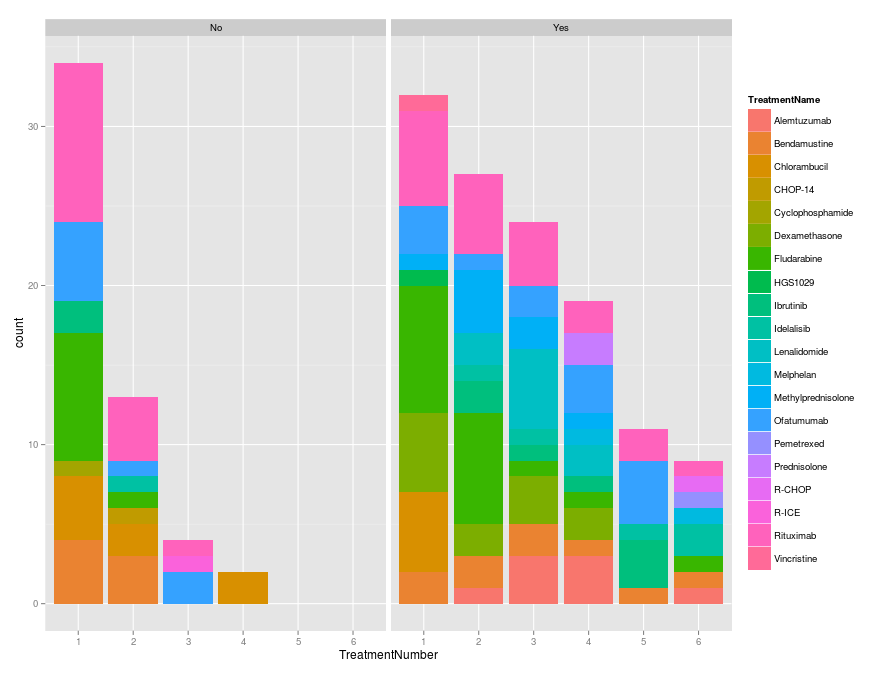 No
Yes
30
20
10
0
count
1 2 3 4 5 6
1 2 3 4 5 6
TreatmentNumber
TreatmentName
Alemtuzumab
Bendamustine
Chlorambucil
CHOP-14
Cyclophosphamide
Dexamethasone
Fludarabine
HGS1029
Ibrutinib
Idelalisib
Lenalidomide
Melphelan
Methylprednisolone
Ofatumumab
Pemetrexed
Prednisolone
R-CHOP
R-ICE
Rituximab
Vincristine